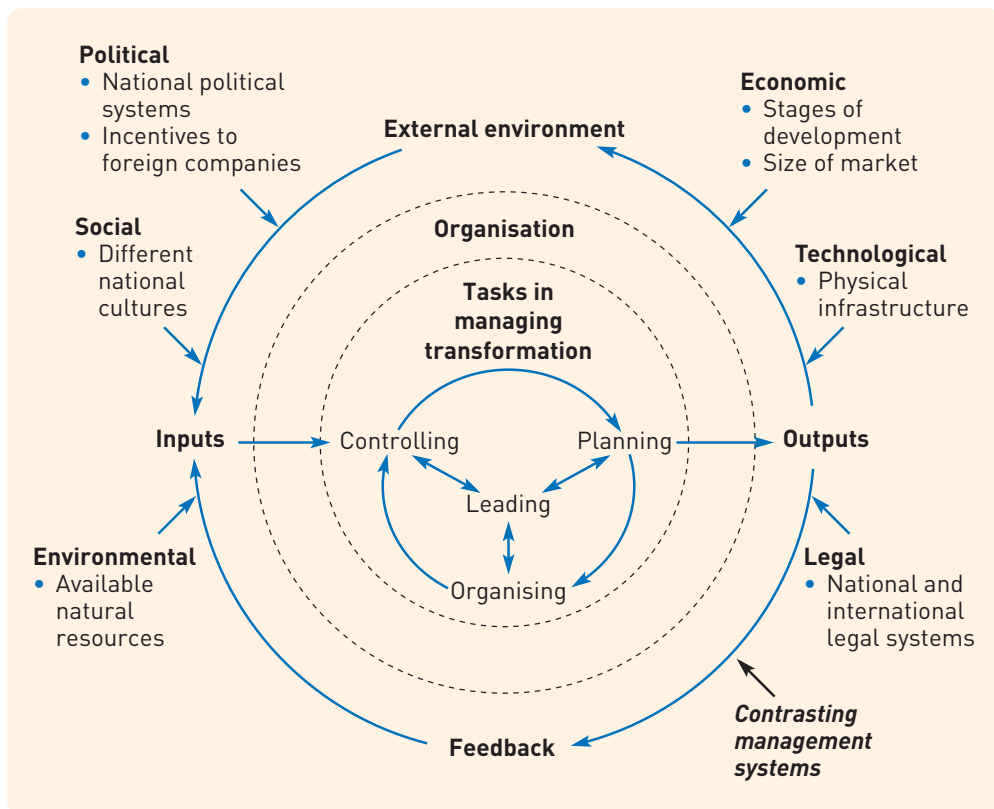 Political
• National political
systems
• Incentives to
foreign companies
Economic
• Stages of
development
• Size of market
External environment
Social
• Different
national
cultures
Organisation
Technological
• Physical
infrastructure
Tasks in
managing
transformation
Inputs
Controlling
Planning
Outputs
Leading
Organising
Environmental
• Available
natural
resources
Legal
• National and
international
legal systems
Feedback
Contrasting
management
systems